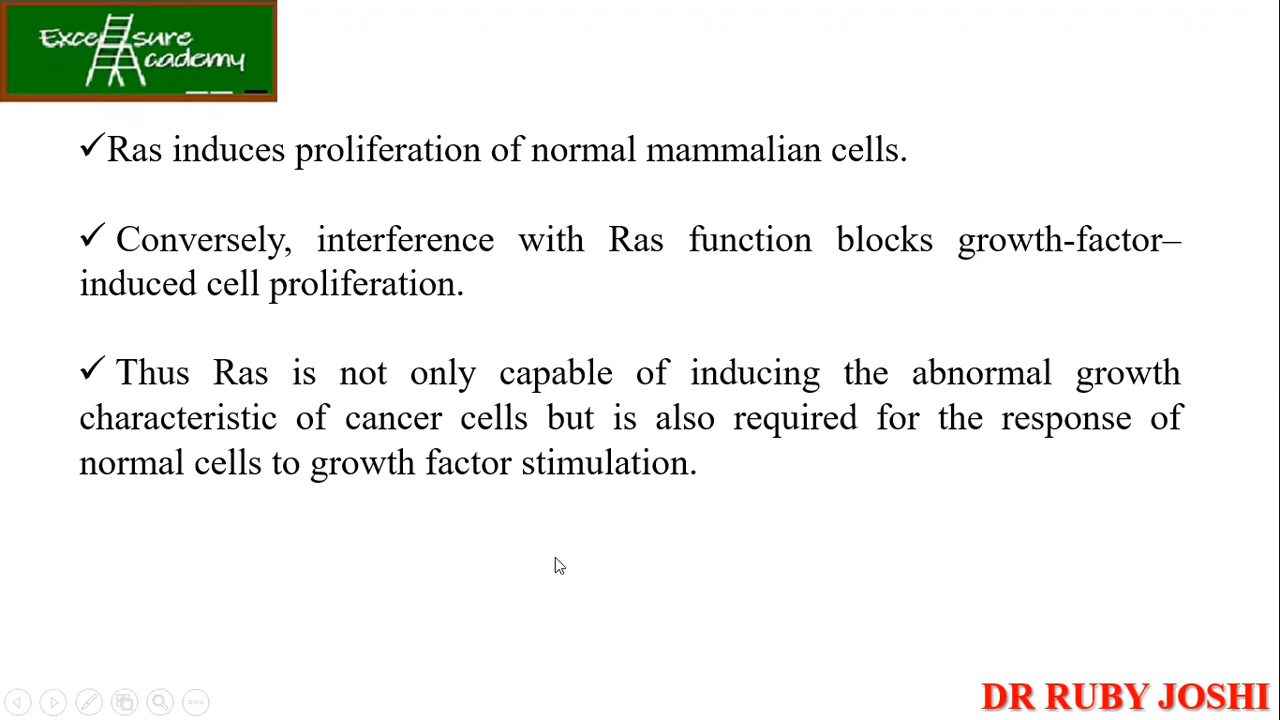 Excel sure
Academy
✓Ras induces proliferation of normal mammalian cells.
✓ Conversely, interference with Ras function blocks growth-factor–
induced cell proliferation.
✓ Thus Ras is not only capable of inducing the abnormal growth
characteristic of cancer cells but is also required for the response of
normal cells to growth factor stimulation.
DR RUBY JOSHI